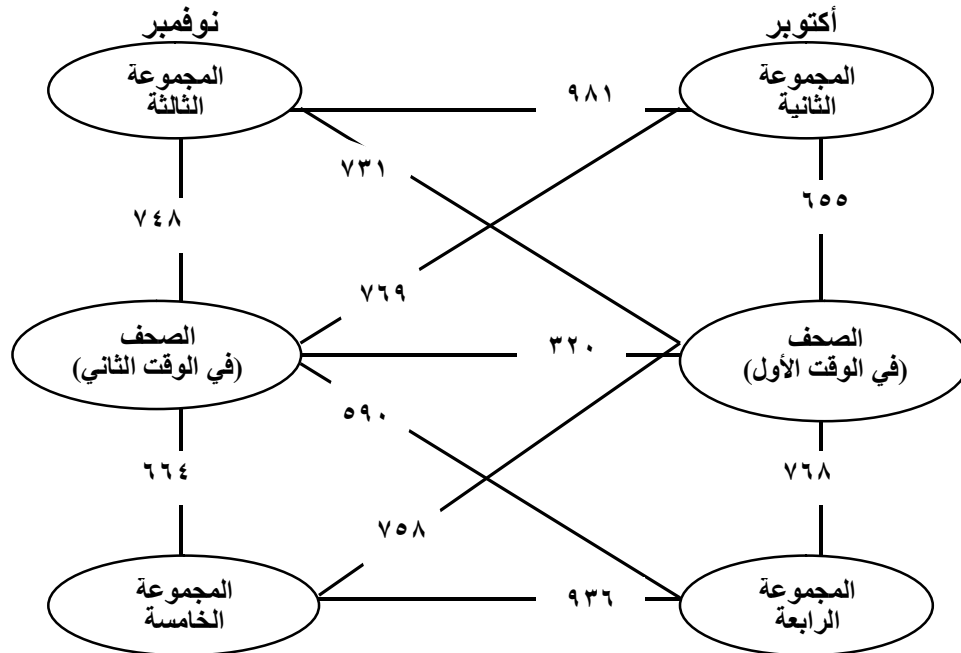 أكتوبر
نوفمبر
المجموعة
الثانية
المجموعة
الثالثة
٩٨١
٧٣١
٦٥٥
٧٤٨
٧٦٩
الصحف
(في الوقت الأول)
٣٢٠
الصحف
(في الوقت الثاني)
٥٩٠
٧٦٨
٦٦٤
٧٥٨
المجموعة
الرابعة
٩٣٦
المجموعة
الخامسة